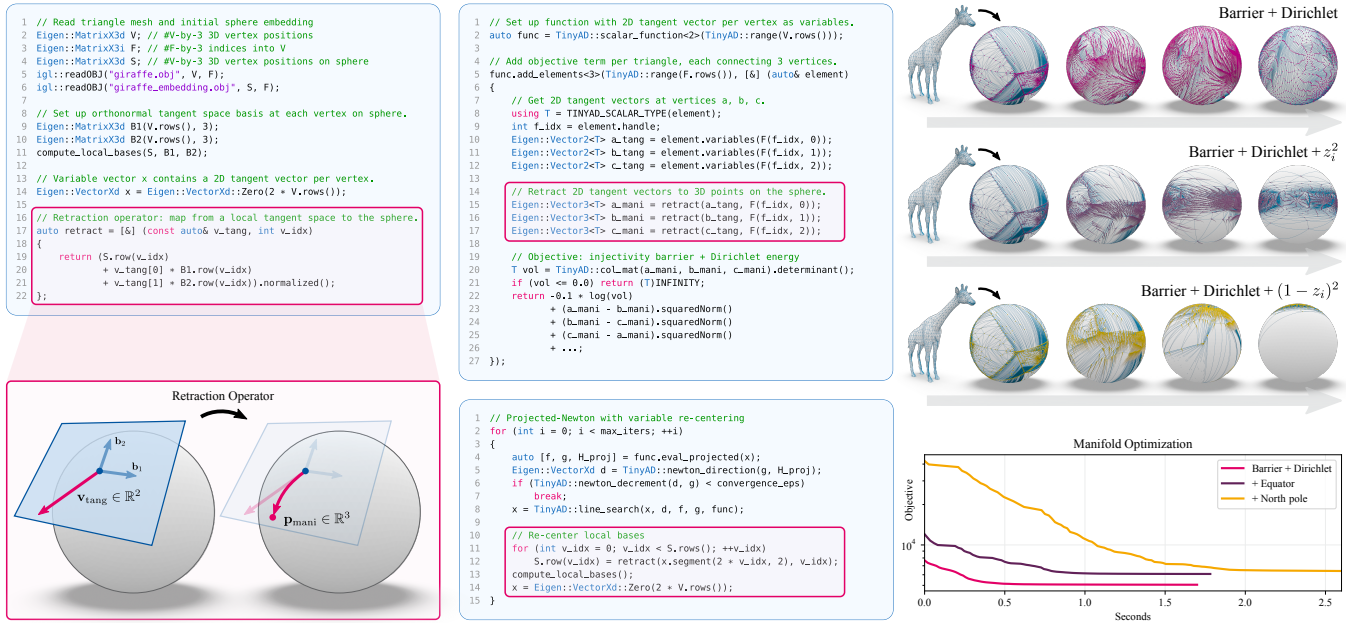 1 // Read triangle mesh and initial sphere embedding
2 Eigen::MatrixX3d V; // #V-by-3 3D vertex positions
3 Eigen::MatrixX3i F; // #F-by-3 indices into V
4 Eigen::MatrixX3d S; // #V-by-3 3D vertex positions on sphere
5 igl::readOBJ("giraffe.obj", V, F);
6 igl::readOBJ("giraffe_embedding.obj", S, F);
7
8 // Set up orthonormal tangent space basis at each vertex on sphere.
9 Eigen::MatrixX3d B1(V.rows(), 3);
10 Eigen::MatrixX3d B2(V.rows(), 3);
11 compute_local_bases(S, B1, B2);
12
13 // Variable vector x contains a 2D tangent vector per vertex.
14 Eigen::VectorXd x = Eigen::VectorXd::Zero(2 * V.rows());
15
16 // Retraction operator: map from a local tangent space to the sphere.
17 auto retract = [&] (const auto& v_tang, int v_idx)
18 {
19 return (S.row(v_idx)
20 + v_tang[0] * B1.row(v_idx)
21 + v_tang[1] * B2.row(v_idx)).normalized();
22 };
Retraction Operator
b₂
b₁
v_tang ∈ ℝ²
p_mani ∈ ℝ³
1 // Set up function with 2D tangent vector per vertex as variables.
2 auto func = TinyAD::scalar_function<2>(TinyAD::range(V.rows()));
3
4 // Add objective term per triangle, each connecting 3 vertices.
5 func.add_elements<3>(TinyAD::range(F.rows()), [&] (auto& element)
6 {
7 // Get 2D tangent vectors at vertices a, b, c.
8 using T = TINYAD_SCALAR_TYPE(element);
9 int f_idx = element.handle;
10 Eigen::Vector2<T> a_tang = element.variables(F(f_idx, 0));
11 Eigen::Vector2<T> b_tang = element.variables(F(f_idx, 1));
12 Eigen::Vector2<T> c_tang = element.variables(F(f_idx, 2));
13
14 // Retract 2D tangent vectors to 3D points on the sphere.
15 Eigen::Vector3<T> a_mani = retract(a_tang, F(f_idx, 0));
16 Eigen::Vector3<T> b_mani = retract(b_tang, F(f_idx, 1));
17 Eigen::Vector3<T> c_mani = retract(c_tang, F(f_idx, 2));
18
19 // Objective: injectivity barrier + Dirichlet energy
20 T vol = TinyAD::col_mat(a_mani, b_mani, c_mani).determinant();
21 if (vol <= 0.0) return (T)INFINITY;
22 return -0.1 * log(vol)
23 + (a_mani - b_mani).squaredNorm()
24 + (b_mani - c_mani).squaredNorm()
25 + (c_mani - a_mani).squaredNorm()
26 + ...;
27 });
1 // Projected-Newton with variable re-centering
2 for (int i = 0; i < max_iters; ++i)
3 {
4 auto [f, g, H_proj] = func.eval_projected(x);
5 Eigen::VectorXd d = TinyAD::newton_direction(g, H_proj);
6 if (TinyAD::newton_decrement(d, g) < convergence_eps)
7 break;
8 x = TinyAD::line_search(x, d, f, g, func);
9
10 // Re-center local bases
11 for (int v_idx = 0; v_idx < S.rows(); ++v_idx)
12 S.row(v_idx) = retract(x.segment(2 * v_idx, 2), v_idx);
13 compute_local_bases();
14 x = Eigen::VectorXd::Zero(2 * V.rows());
15 }
Barrier + Dirichlet
Barrier + Dirichlet + z_i²
Barrier + Dirichlet + (1 − z_i)²
Manifold Optimization
Barrier + Dirichlet
+ Equator
+ North pole
Objective
10⁴
0.0 0.5 1.0 1.5 2.0 2.5
Seconds